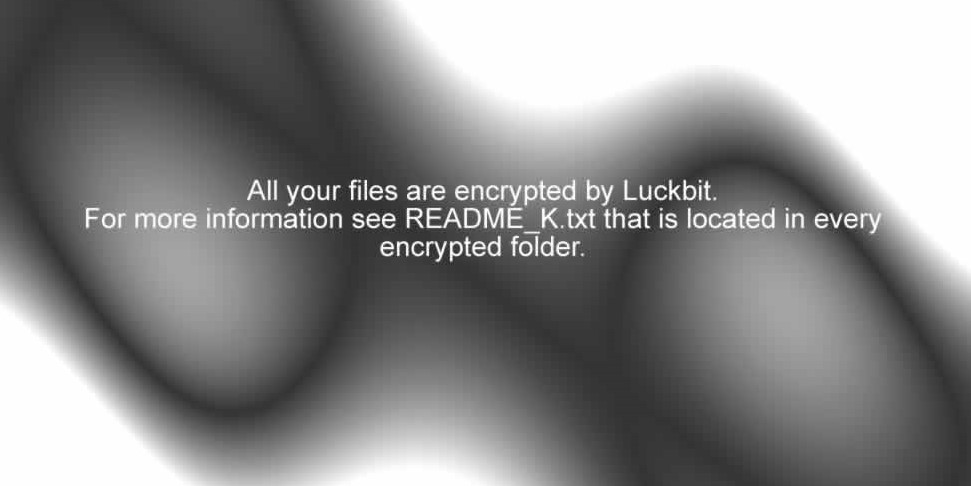 All your files are encrypted by Luckbit.
For more information see README_K.txt that is located in every
encrypted folder.